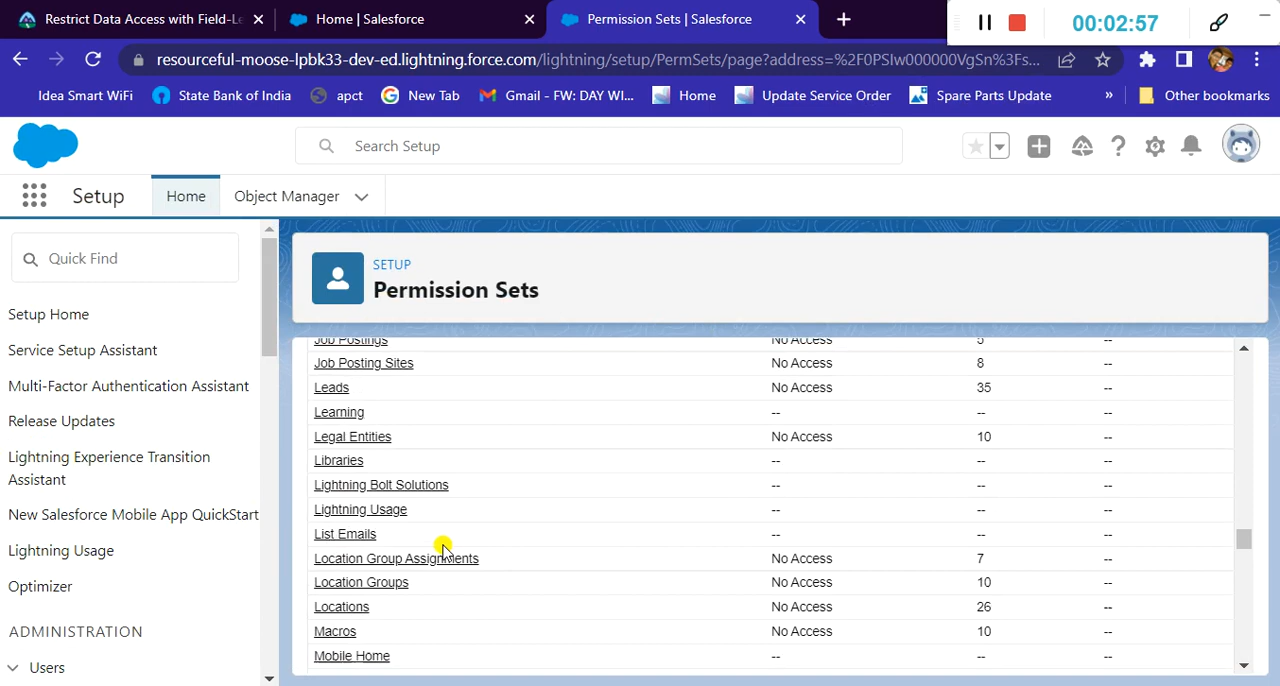 Restrict Data Access with Field-Le
Home | Salesforce
Permission Sets | Salesforce
00:02:57
resourceful-moose-lpbk33-dev-ed.lightning.force.com/lightning/setup/PermSets/page?address=%2F0PSIw000000VgSn%3Fs...
Idea Smart WiFi
State Bank of India
apct
New Tab
Gmail - FW: DAY WI...
Home
Update Service Order
Spare Parts Update
»
Other bookmarks
Search Setup
Setup
Home
Object Manager
Quick Find
Setup Home
Service Setup Assistant
Multi-Factor Authentication Assistant
Release Updates
Lightning Experience Transition
Assistant
New Salesforce Mobile App QuickStart
Lightning Usage
Optimizer
ADMINISTRATION
Users
SETUP
Permission Sets
Job Postings No Access 5 --
Job Posting Sites No Access 8 --
Leads No Access 35 --
Learning -- -- --
Legal Entities No Access 10 --
Libraries -- -- --
Lightning Bolt Solutions -- -- --
Lightning Usage -- -- --
List Emails -- -- --
Location Group Assignments No Access 7 --
Location Groups No Access 10 --
Locations No Access 26 --
Macros No Access 10 --
Mobile Home -- -- --